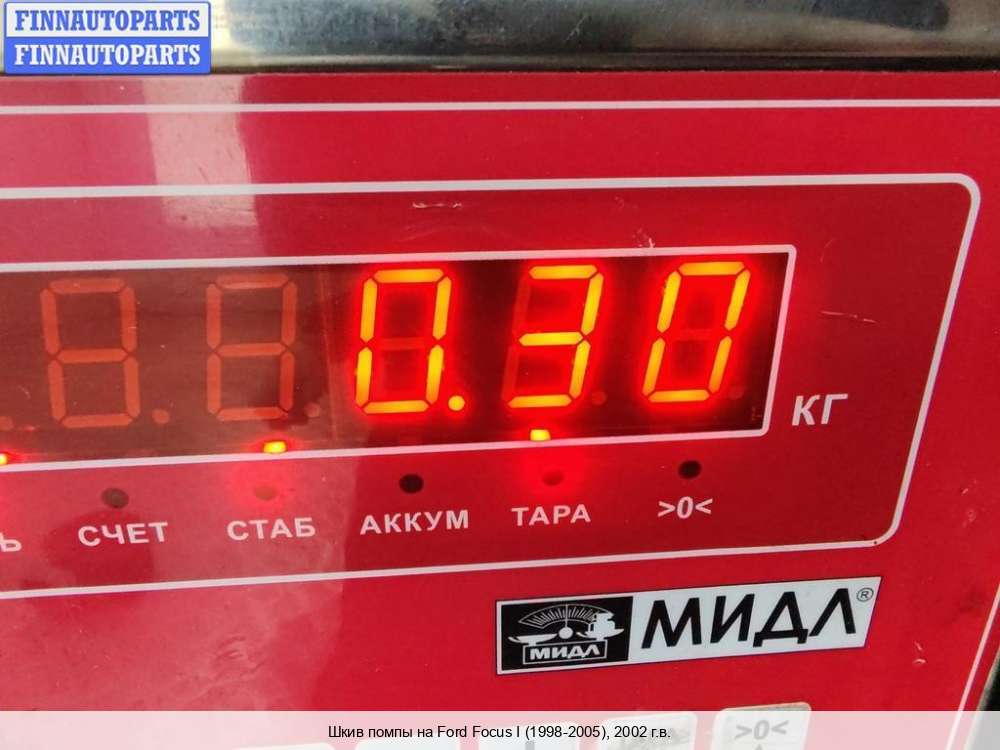 FINNAUTOPARTS
FINNAUTOPARTS
0.30
КГ
СЧЕТ
СТАБ
АККУМ
ТАРА
>0<
МИДЛ
МИДЛ®
>0<
Шкив помпы на Ford Focus I (1998-2005), 2002 г.в.